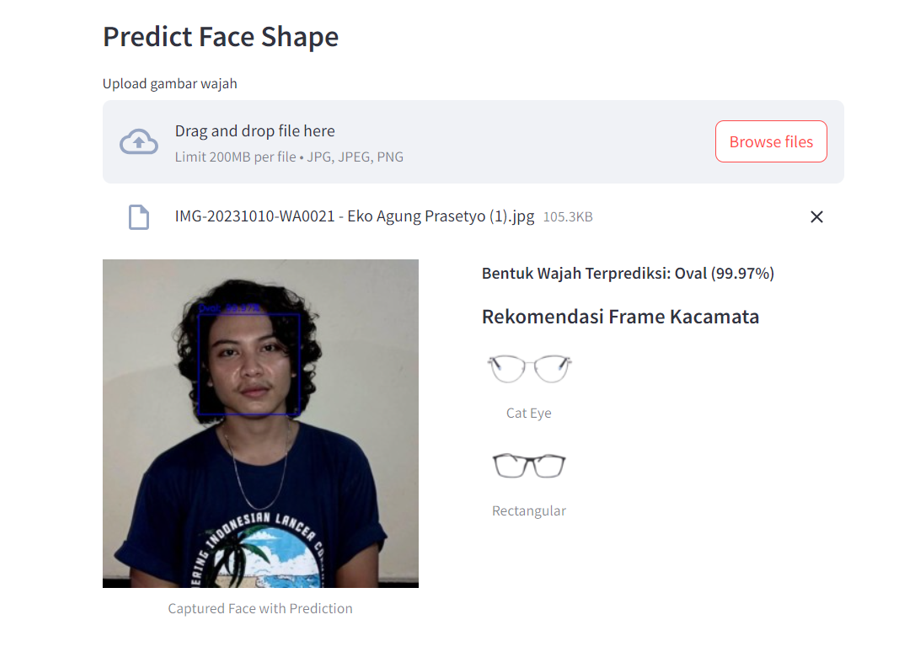 Predict Face Shape
Upload gambar wajah
Drag and drop file here
Limit 200MB per file • JPG, JPEG, PNG
Browse files
IMG-20231010-WA0021 - Eko Agung Prasetyo (1).jpg 105.3KB
Oval: 99.97%
ERING INDONESIAN LANCER
Captured Face with Prediction
Bentuk Wajah Terprediksi: Oval (99.97%)
Rekomendasi Frame Kacamata
Cat Eye
Rectangular